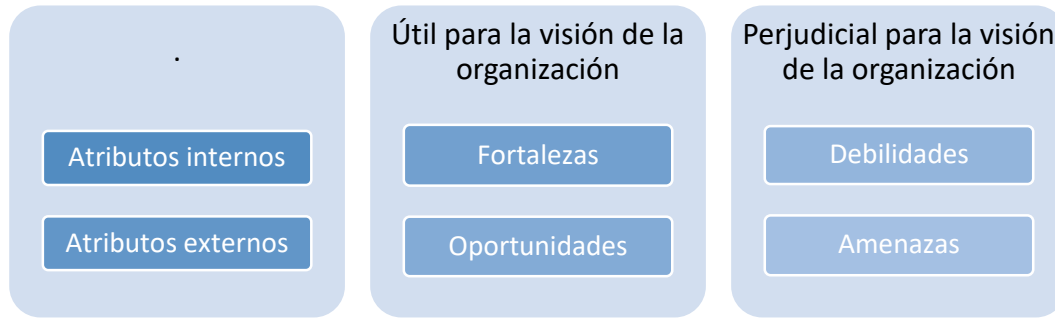 .
Atributos internos
Atributos externos
Útil para la visión de la
organización
Fortalezas
Oportunidades
Perjudicial para la visión
de la organización
Debilidades
Amenazas